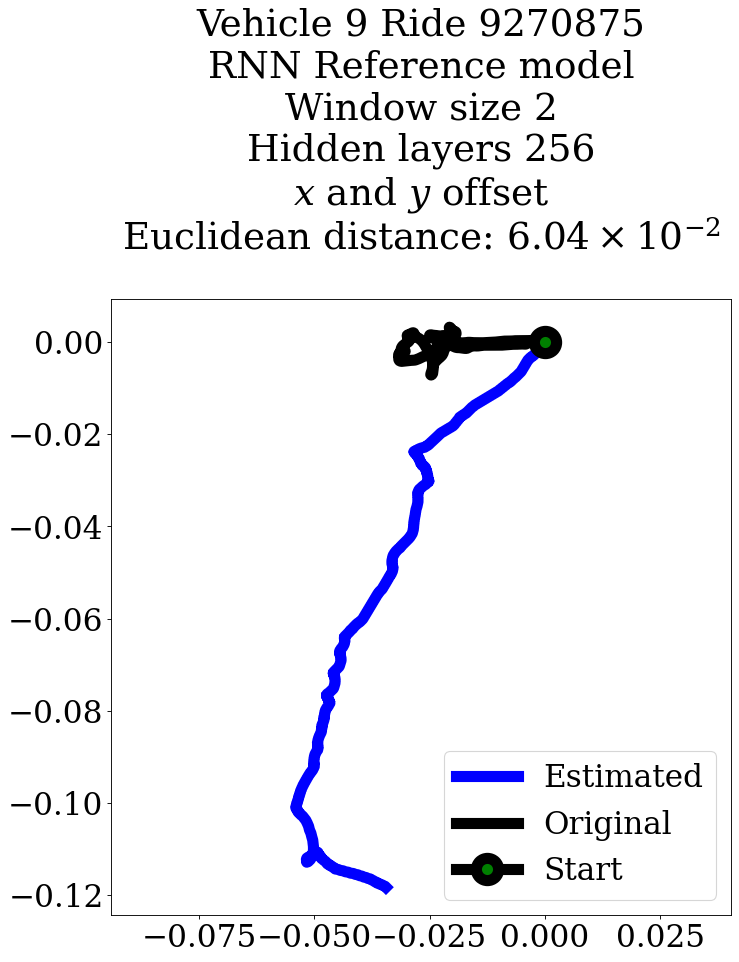 Vehicle 9 Ride 9270875
RNN Reference model
Window size 2
Hidden layers 256
x and y offset
Euclidean distance: 6.04 × 10⁻²
0.00
−0.02
−0.04
−0.06
−0.08
−0.10
−0.12
Estimated
Original
Start
−0.075 −0.050 −0.025 0.000 0.025